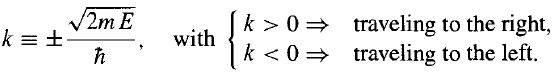 k ≡ ± √(2mE) / ħ, with { k > 0 ⇒ traveling to the right,
k < 0 ⇒ traveling to the left.